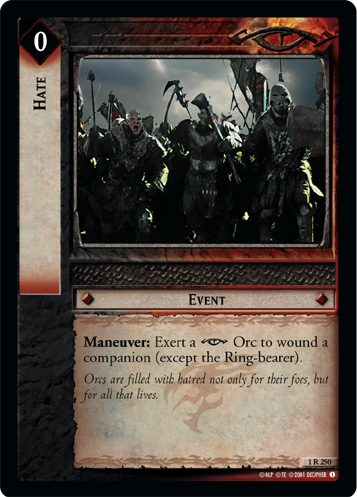 0
HATE
EVENT
Maneuver: Exert a Orc to wound a
companion (except the Ring-bearer).
Orcs are filled with hatred not only for their foes, but
for all that lives.
1 R 250
©NLP ©TE ©2001 DECIPHER